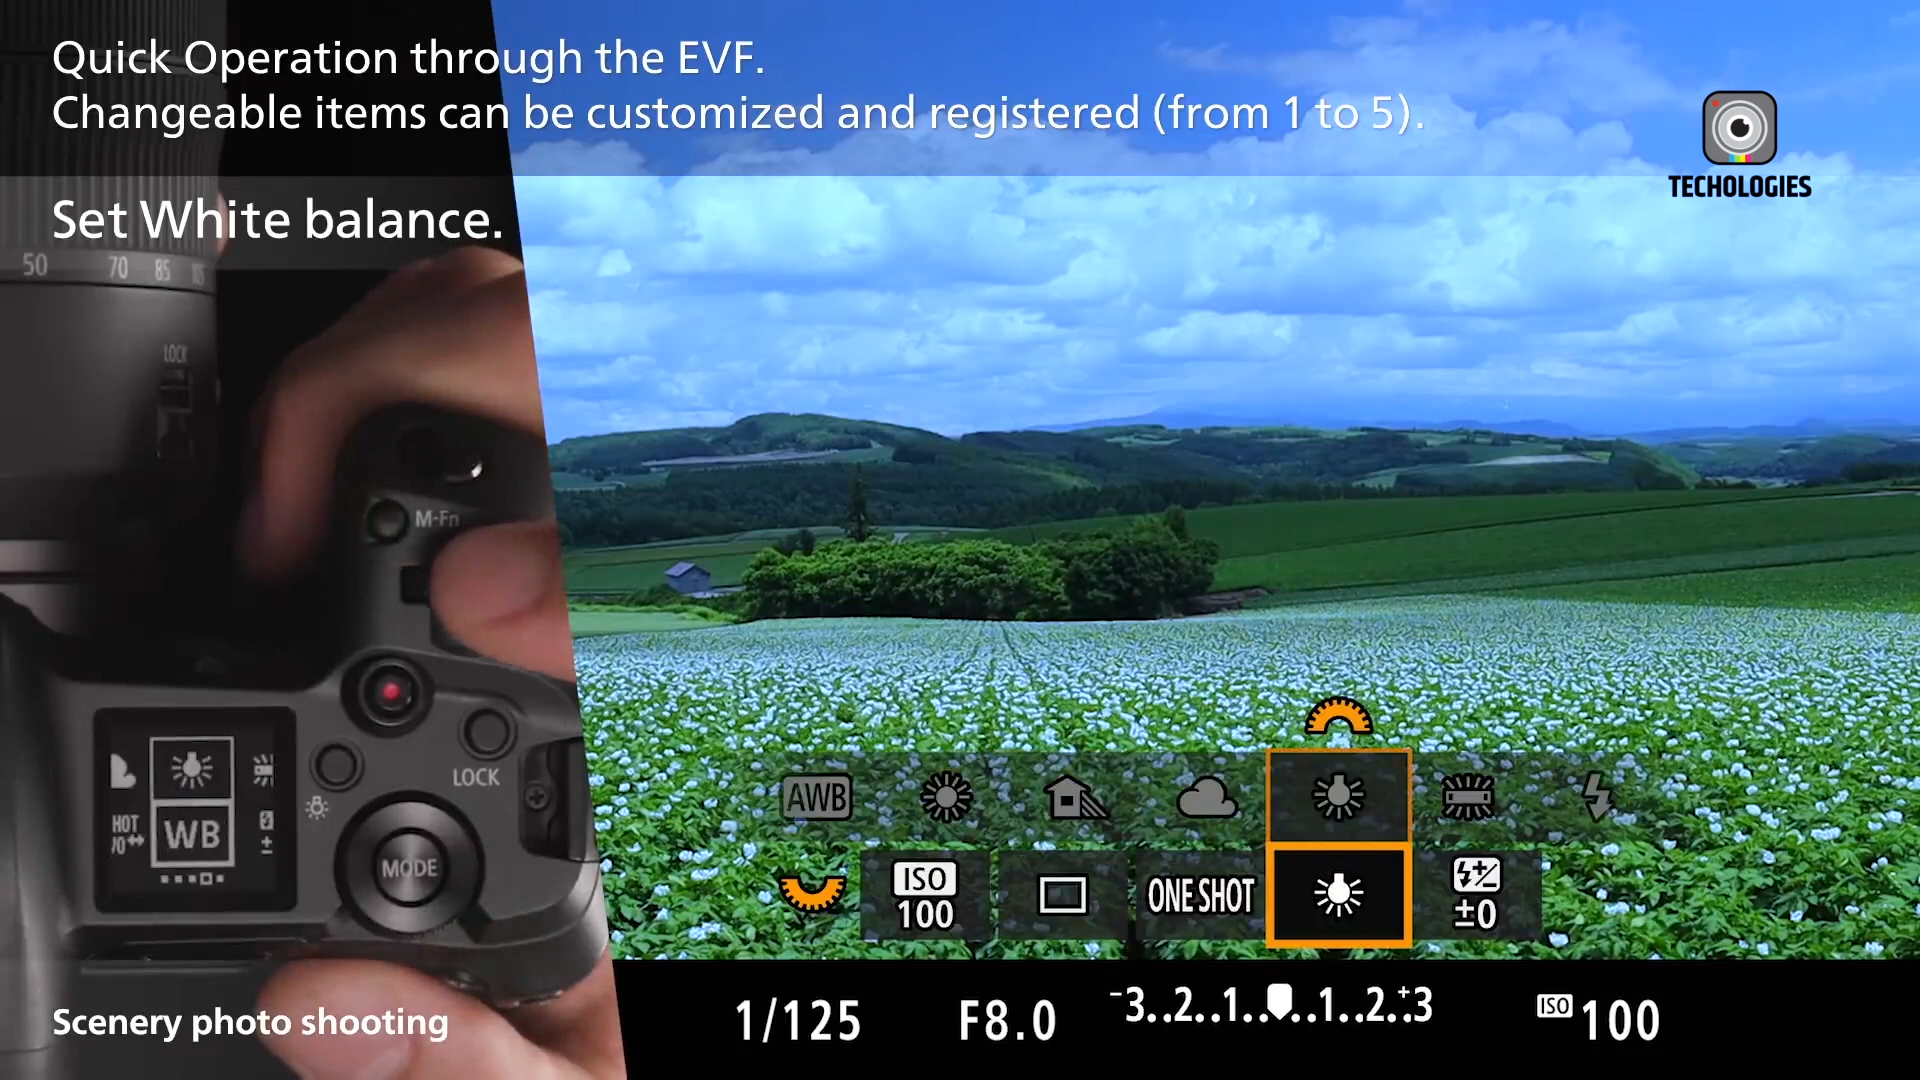 Quick Operation through the EVF.
Changeable items can be customized and registered (from 1 to 5).
TECHOLOGIES
Set White balance.
50 70 85 105
LOCK
M-Fn
LOCK
HOT
WB
MODE
AWB
ISO
100
ONE SHOT
±0
Scenery photo shooting
1/125 F8.0 -3..2..1....1..2..+3 ISO 100